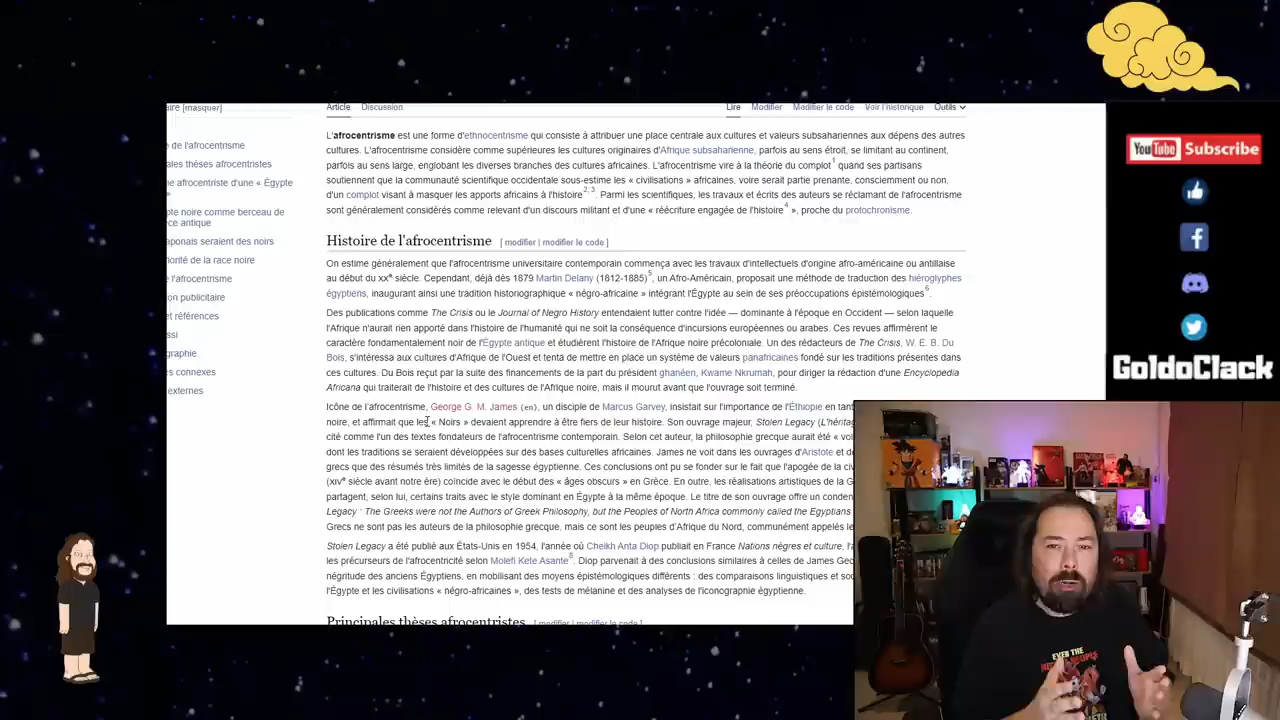 aire [masquer]
Article
Discussion
Lire
Modifier
Modifier le code
Voir l'historique
Outils
L'afrocentrisme est une forme d'ethnocentrisme qui consiste à attribuer une place centrale aux cultures et valeurs subsahariennes aux dépens des autres
cultures. L'afrocentrisme considère comme supérieures les cultures originaires d'Afrique subsaharienne, parfois au sens étroit, se limitant au continent,
parfois au sens large, englobant les diverses branches des cultures africaines. L'afrocentrisme vire à la théorie du complot1 quand ses partisans
soutiennent que la communauté scientifique occidentale sous-estime les « civilisations » africaines, voire serait partie prenante, consciemment ou non,
d'un complot visant à masquer les apports africains à l'histoire2, 3. Parmi les scientifiques, les travaux et écrits des auteurs se réclamant de l'afrocentrisme
sont généralement considérés comme relevant d'un discours militant et d'une « réécriture engagée de l'histoire4 », proche du protochronisme.
e de l'afrocentrisme
ales thèses afrocentristes
ne afrocentriste d'une « Égypte
»
pte noire comme berceau de
ce antique
aponais seraient des noirs
riorité de la race noire
e l'afrocentrisme
on publicitaire
et références
ssi
graphie
s connexes
externes
Histoire de l'afrocentrisme [ modifier | modifier le code ]
On estime généralement que l'afrocentrisme universitaire contemporain commença avec les travaux d'intellectuels d'origine afro-américaine ou antillaise
au début du XXe siècle. Cependant, déjà dès 1879 Martin Delany (1812-1885)5, un Afro-Américain, proposait une méthode de traduction des hiéroglyphes
égyptiens, inaugurant ainsi une tradition historiographique « négro-africaine » intégrant l'Égypte au sein de ses préoccupations épistémologiques6.
Des publications comme The Crisis ou le Journal of Negro History entendaient lutter contre l'idée — dominante à l'époque en Occident — selon laquelle
l'Afrique n'aurait rien apporté dans l'histoire de l'humanité qui ne soit la conséquence d'incursions européennes ou arabes. Ces revues affirmèrent le
caractère fondamentalement noir de l'Égypte antique et étudièrent l'histoire de l'Afrique noire précoloniale. Un des rédacteurs de The Crisis, W. E. B. Du
Bois, s'intéressa aux cultures d'Afrique de l'Ouest et tenta de mettre en place un système de valeurs panafricaines fondé sur les traditions présentes dans
ces cultures. Du Bois reçut par la suite des financements de la part du président ghanéen, Kwame Nkrumah, pour diriger la rédaction d'une Encyclopedia
Africana qui traiterait de l'histoire et des cultures de l'Afrique noire, mais il mourut avant que l'ouvrage soit terminé.
Icône de l'afrocentrisme, George G. M. James (en), un disciple de Marcus Garvey, insistait sur l'importance de l'Éthiopie en tant
noire, et affirmait que les « Noirs » devaient apprendre à être fiers de leur histoire. Son ouvrage majeur, Stolen Legacy (L'héritag
cité comme l'un des textes fondateurs de l'afrocentrisme contemporain. Selon cet auteur, la philosophie grecque aurait été « vol
dont les traditions se seraient développées sur des bases culturelles africaines. James ne voit dans les ouvrages d'Aristote et d
grecs que des résumés très limités de la sagesse égyptienne. Ces conclusions ont pu se fonder sur le fait que l'apogée de la civ
(XIVe siècle avant notre ère) coïncide avec le début des « âges obscurs » en Grèce. En outre, les réalisations artistiques de la G
partagent, selon lui, certains traits avec le style dominant en Égypte à la même époque. Le titre de son ouvrage offre un conden
Legacy : The Greeks were not the Authors of Greek Philosophy, but the Peoples of North Africa commonly called the Egyptians
Grecs ne sont pas les auteurs de la philosophie grecque, mais ce sont les peuples d'Afrique du Nord, communément appelés le
Stolen Legacy a été publié aux États-Unis en 1954, l'année où Cheikh Anta Diop publiait en France Nations nègres et culture, l'a
les précurseurs de l'afrocentricité selon Molefi Kete Asante8. Diop parvenait à des conclusions similaires à celles de James Geo
négritude des anciens Égyptiens, en mobilisant des moyens épistémologiques différents : des comparaisons linguistiques et soc
l'Égypte et les civilisations « négro-africaines », des tests de mélanine et des analyses de l'iconographie égyptienne.
Principales thèses afrocentristes [ modifier | modifier le code ]
YouTube Subscribe
GoldoClack
EVEN THE